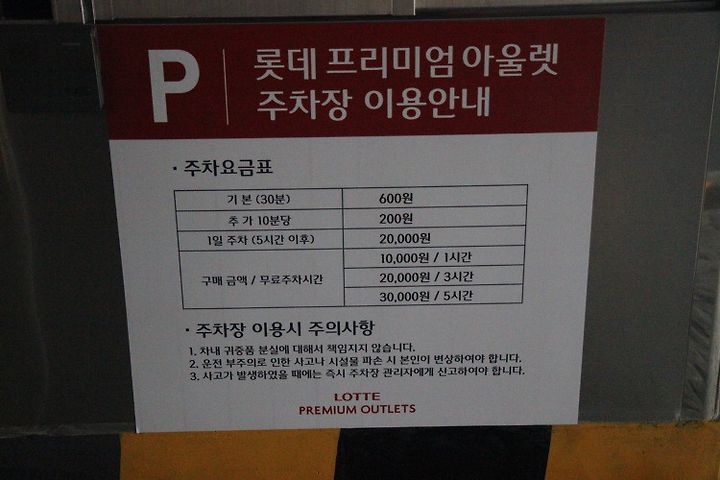 P
롯데 프리미엄 아울렛
주차장 이용안내
· 주차요금표
기 본 (30분) 600원
추 가 10분당 200원
1일 주차 (5시간 이후) 20,000원
구매 금액 / 무료주차시간 10,000원 / 1시간
20,000원 / 3시간
30,000원 / 5시간
· 주차장 이용시 주의사항
1. 차내 귀중품 분실에 대해서 책임지지 않습니다.
2. 운전 부주의로 인한 사고나 시설물 파손 시 본인이 변상하여야 합니다.
3. 사고가 발생하였을 때에는 즉시 주차장 관리자에게 신고하여야 합니다.
LOTTE
PREMIUM OUTLETS